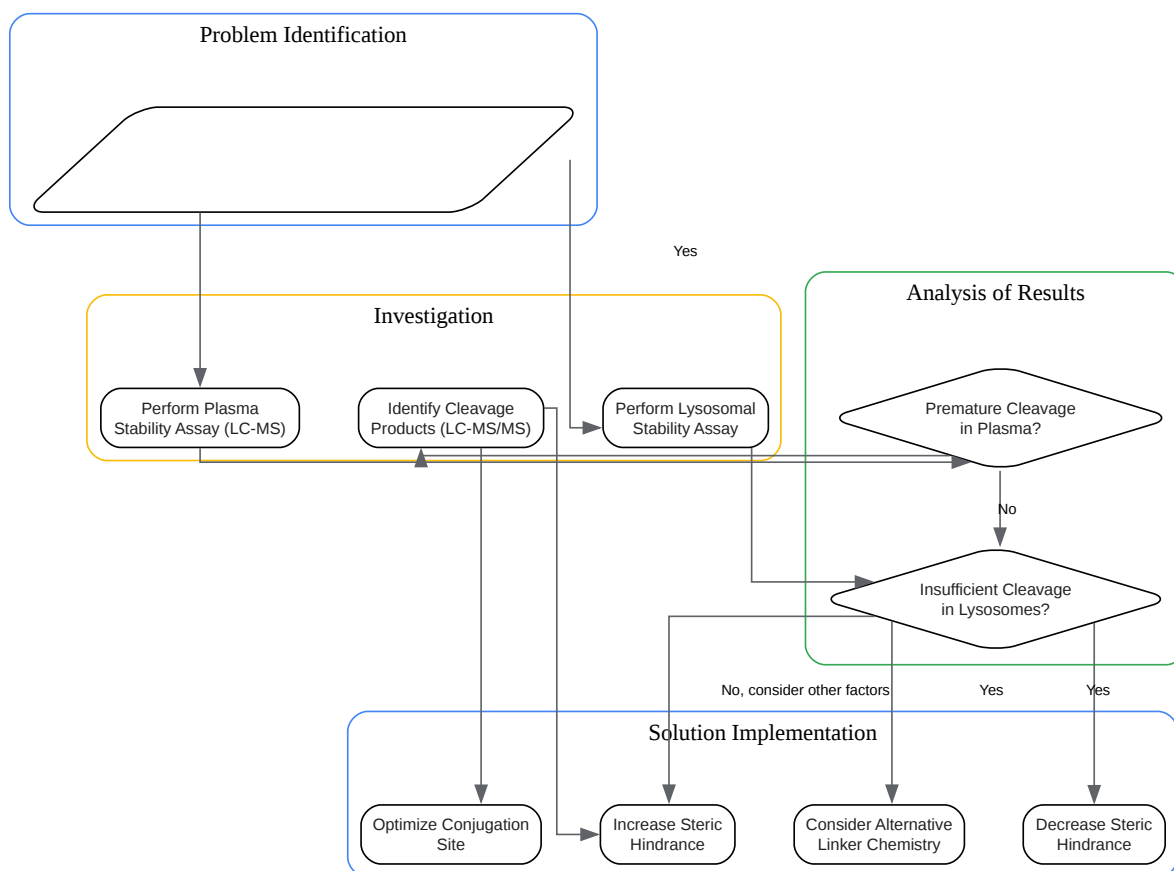 Problem Identification
Yes
Analysis of Results
Investigation
Perform Plasma
Stability Assay (LC-MS)
Identify Cleavage
Products (LC-MS/MS)
Perform Lysosomal
Stability Assay
Premature Cleavage
in Plasma?
No
Insufficient Cleavage
in Lysosomes?
No, consider other factors
Yes
Yes
Solution Implementation
Optimize Conjugation
Site
Increase Steric
Hindrance
Consider Alternative
Linker Chemistry
Decrease Steric
Hindrance